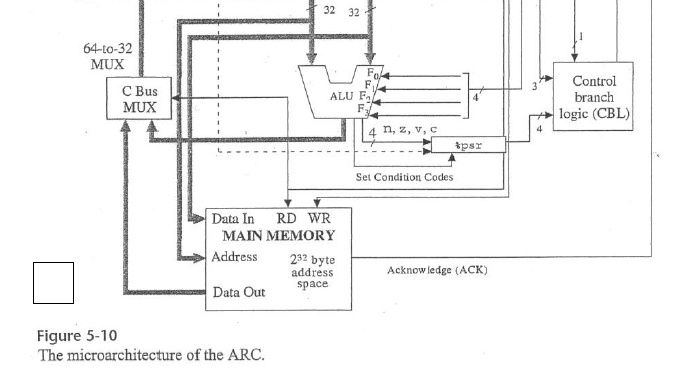 32 32
64-to-32
MUX
C Bus
MUX
ALU
F0
F1
F2
F3
4
3
1
Control
branch
logic (CBL)
4
4 n, z, v, c
%psr
Set Condition Codes
Data In RD WR
MAIN MEMORY
Address
2³² byte
address
space
Data Out
Acknowledge (ACK)
Figure 5-10
The microarchitecture of the ARC.